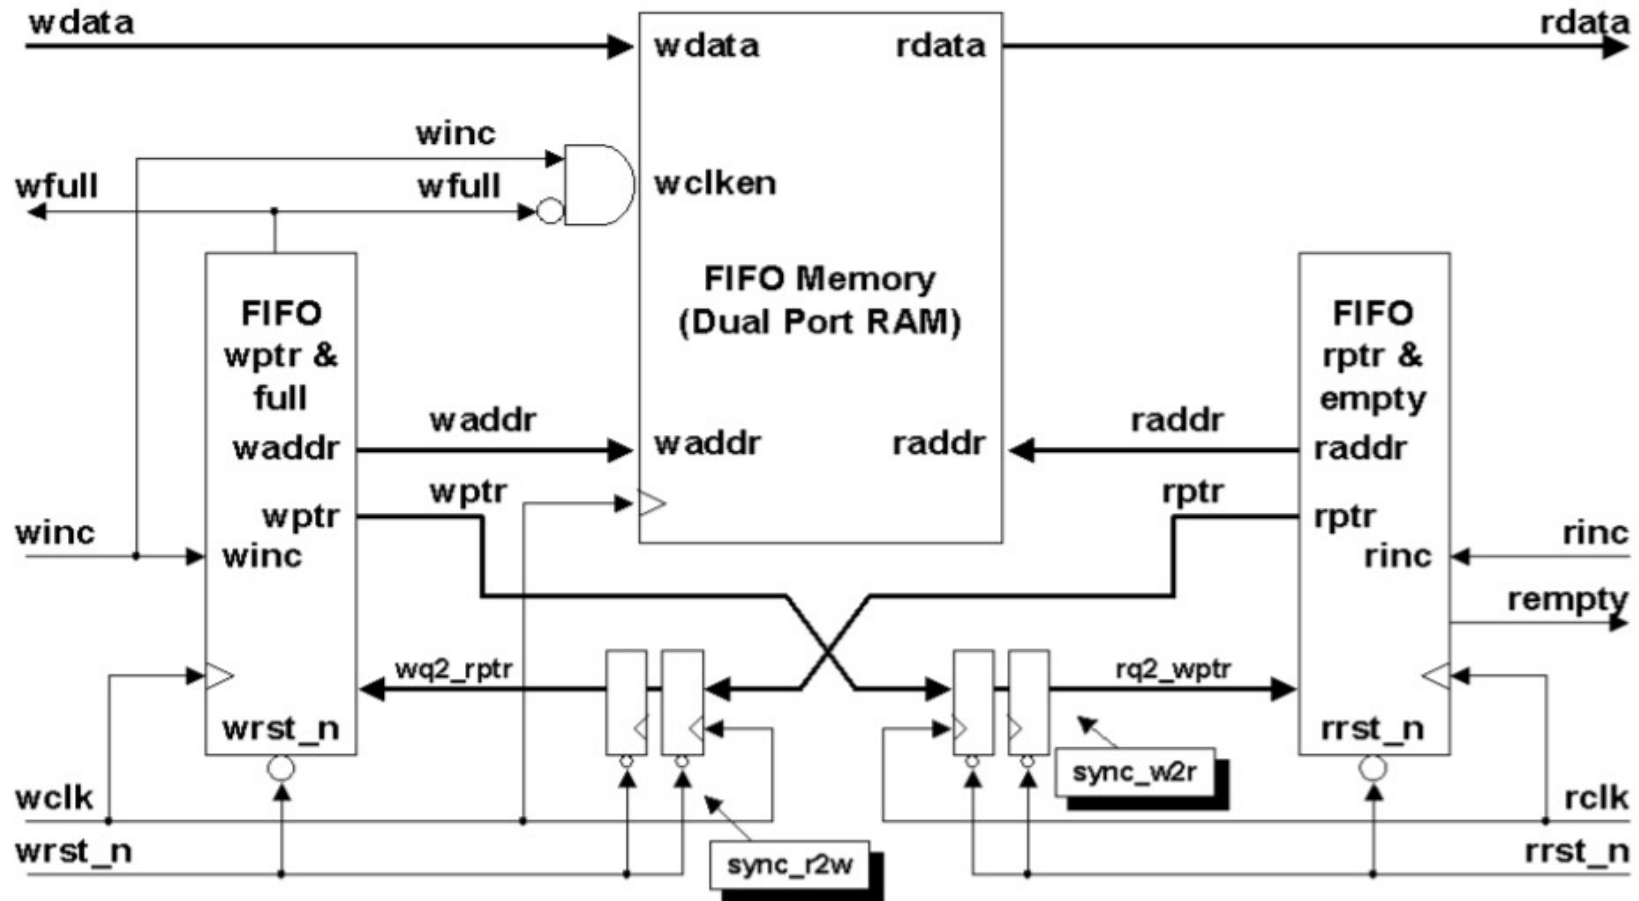 wdata
rdata
wdata
rdata
winc
wfull
wfull
wclken
FIFO Memory
(Dual Port RAM)
FIFO
wptr &
full
FIFO
rptr &
empty
waddr
waddr
waddr
raddr
raddr
raddr
wptr
wptr
rptr
rptr
winc
winc
rinc
rinc
rempty
wq2_rptr
rq2_wptr
wrst_n
rrst_n
sync_w2r
wclk
rclk
wrst_n
sync_r2w
rrst_n